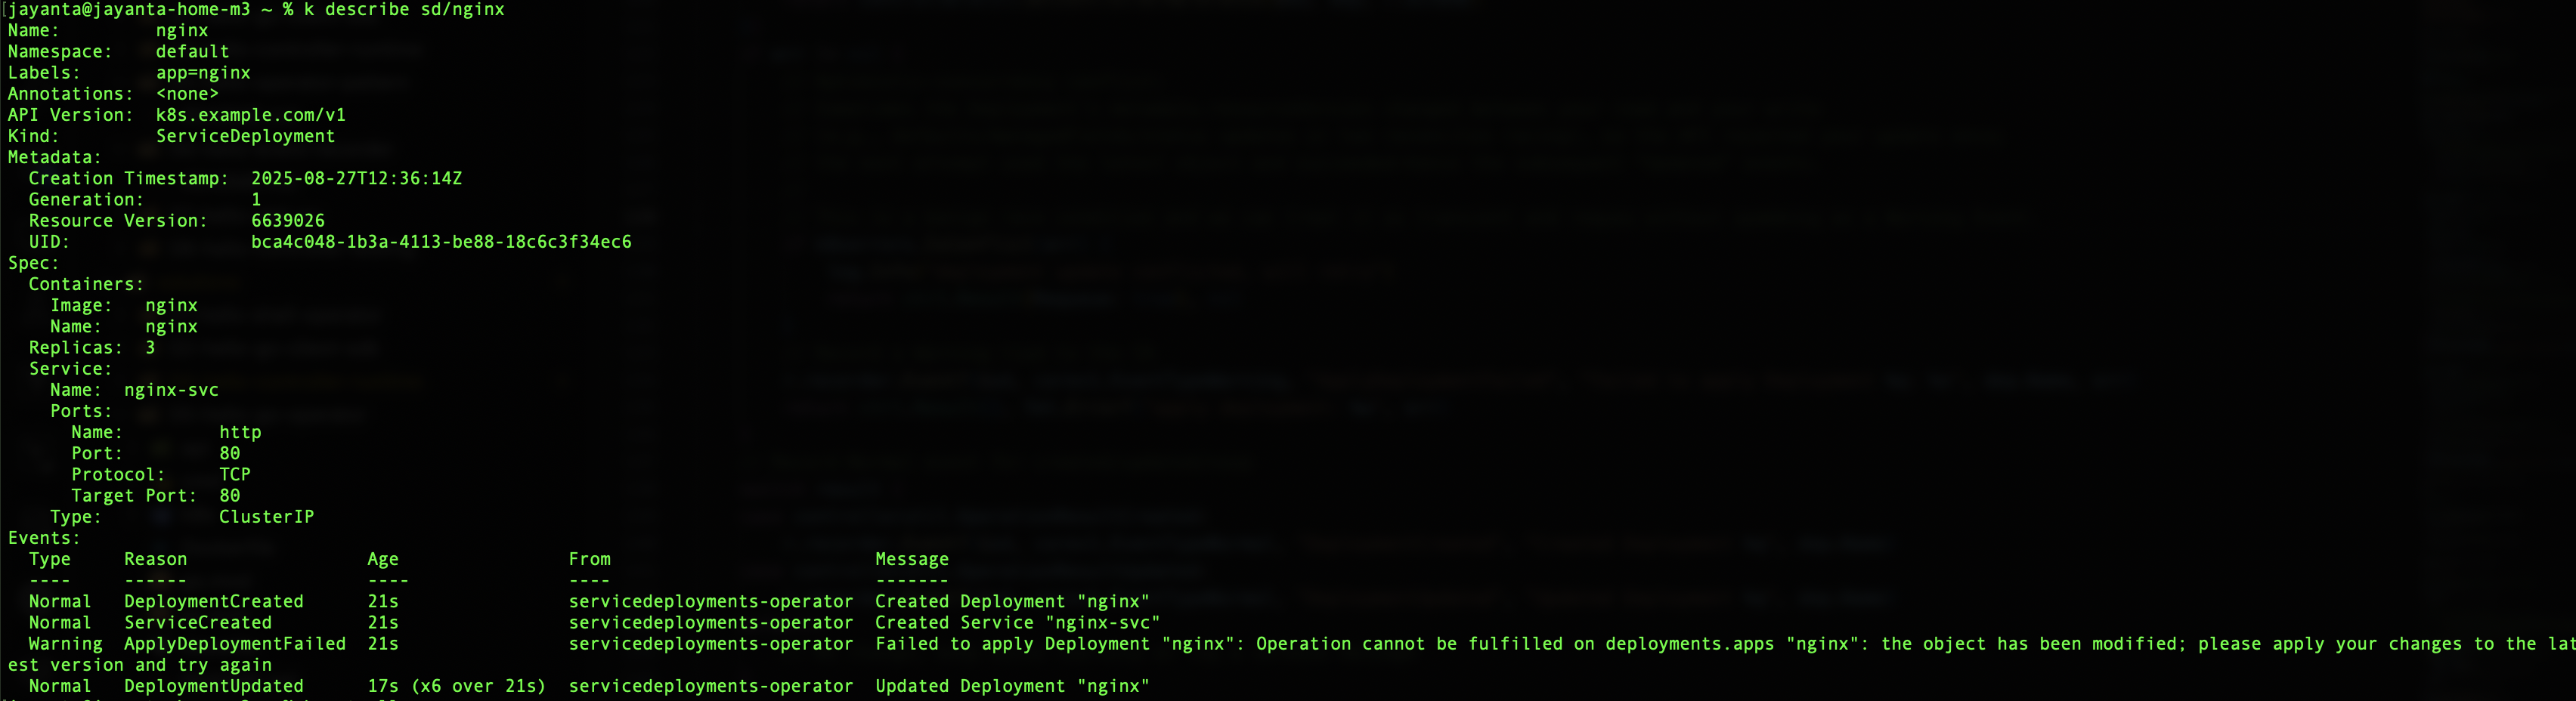 [jayanta@jayanta-home-m3 ~ % k describe sd/nginx
Name:         nginx
Namespace:    default
Labels:       app=nginx
Annotations:  <none>
API Version:  k8s.example.com/v1
Kind:         ServiceDeployment
Metadata:
  Creation Timestamp:  2025-08-27T12:36:14Z
  Generation:          1
  Resource Version:    6639026
  UID:                 bca4c048-1b3a-4113-be88-18c6c3f34ec6
Spec:
  Containers:
    Image:   nginx
    Name:    nginx
  Replicas:  3
  Service:
    Name:  nginx-svc
    Ports:
      Name:         http
      Port:         80
      Protocol:     TCP
      Target Port:  80
    Type:           ClusterIP
Events:
  Type     Reason                 Age                From                        Message
  ----     ------                 ----               ----                        -------
  Normal   DeploymentCreated      21s                servicedeployments-operator  Created Deployment "nginx"
  Normal   ServiceCreated         21s                servicedeployments-operator  Created Service "nginx-svc"
  Warning  ApplyDeploymentFailed  21s                servicedeployments-operator  Failed to apply Deployment "nginx": Operation cannot be fulfilled on deployments.apps "nginx": the object has been modified; please apply your changes to the lat
est version and try again
  Normal   DeploymentUpdated      17s (x6 over 21s)  servicedeployments-operator  Updated Deployment "nginx"